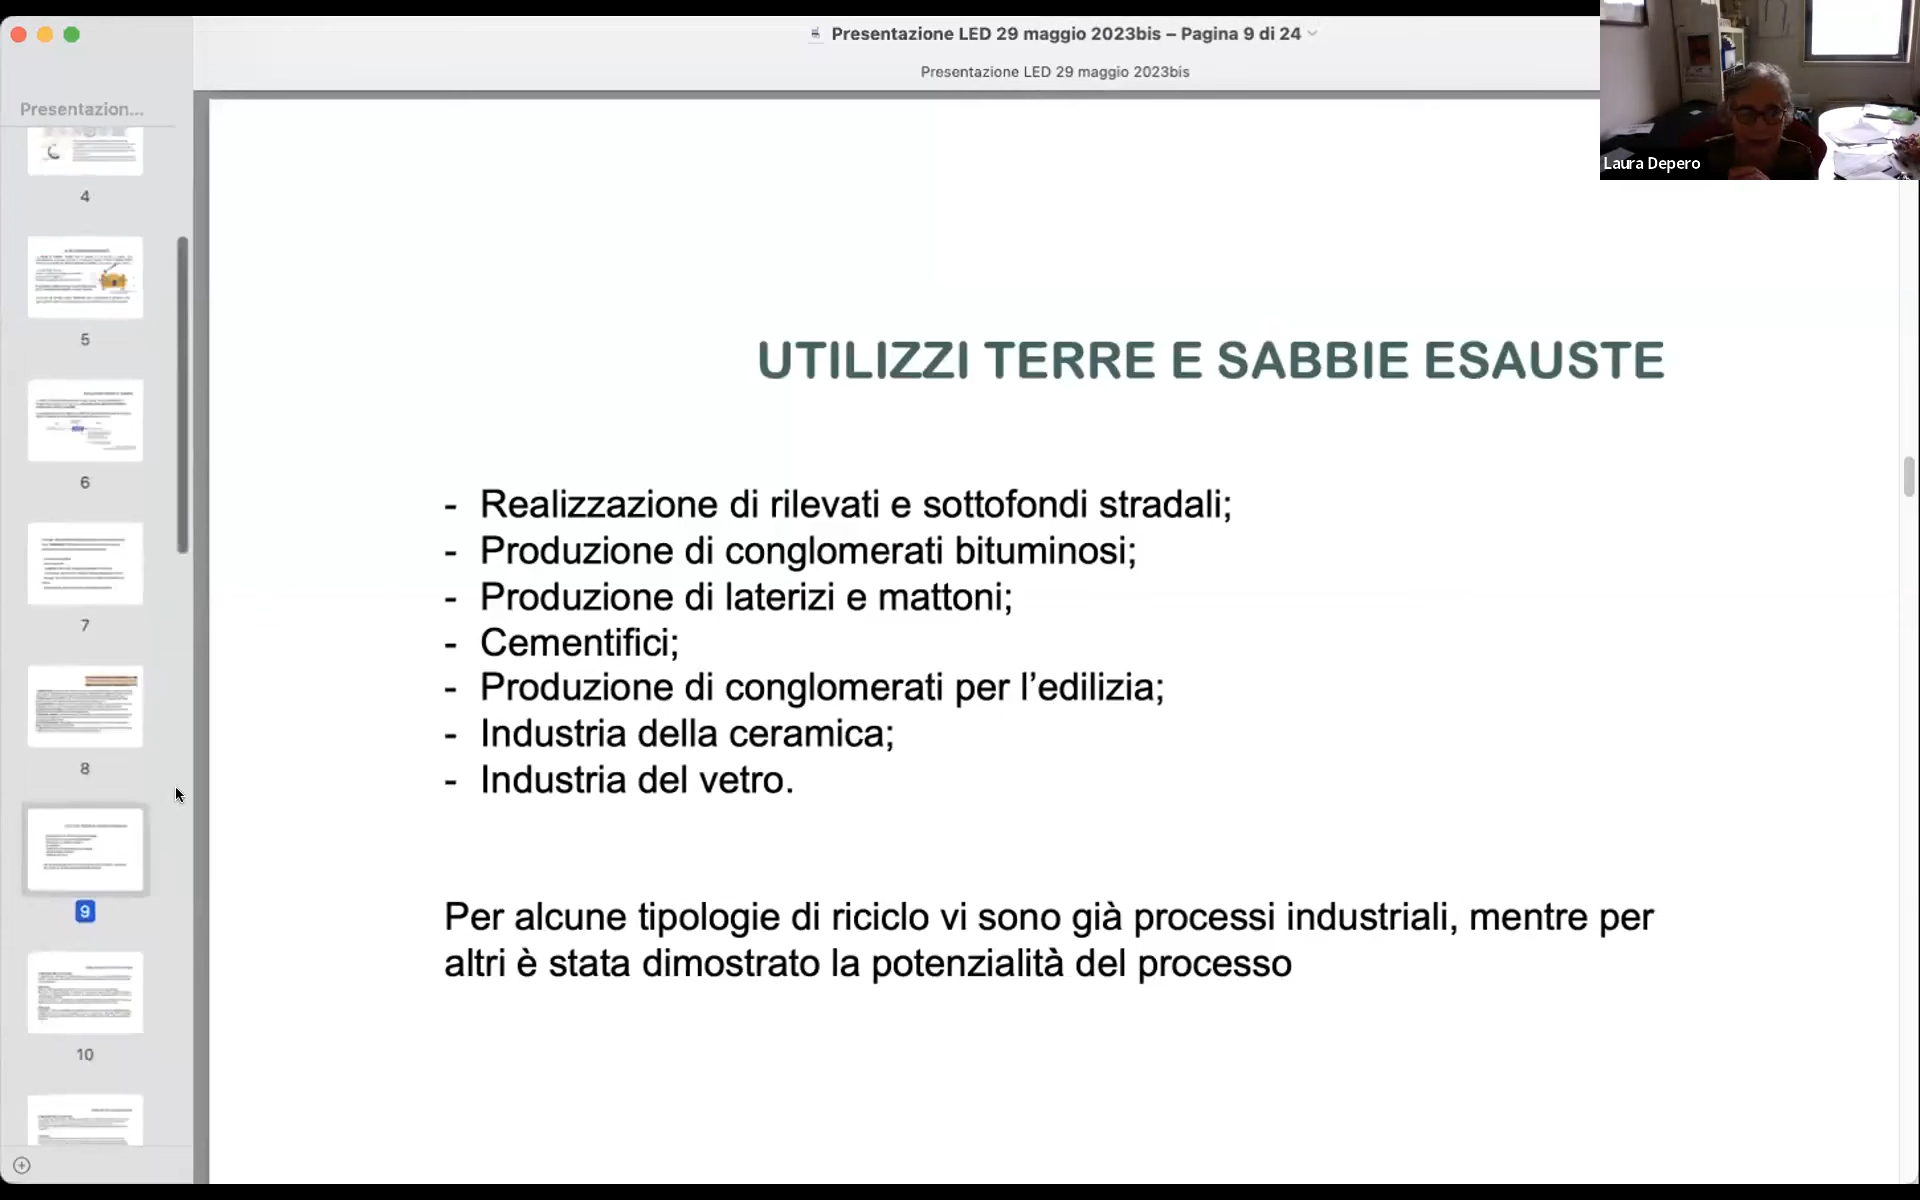 Presentazione LED 29 maggio 2023bis – Pagina 9 di 24
Presentazione LED 29 maggio 2023bis
Laura Depero
Presentazion...
4
5
6
7
8
9
10
UTILIZZI TERRE E SABBIE ESAUSTE
- Realizzazione di rilevati e sottofondi stradali;
- Produzione di conglomerati bituminosi;
- Produzione di laterizi e mattoni;
- Cementifici;
- Produzione di conglomerati per l’edilizia;
- Industria della ceramica;
- Industria del vetro.
Per alcune tipologie di riciclo vi sono già processi industriali, mentre per
altri è stata dimostrato la potenzialità del processo